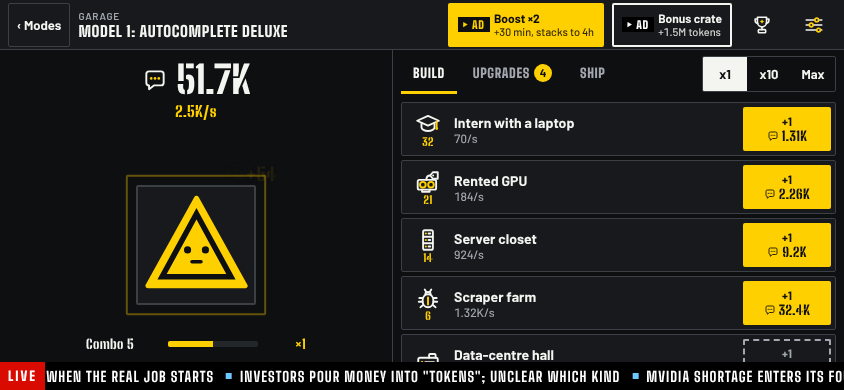 ‹ Modes
GARAGE
MODEL 1: AUTOCOMPLETE DELUXE
AD
Boost ×2
+30 min, stacks to 4h
AD
Bonus crate
+1.5M tokens
51.7K
2.5K/s
Combo 5
×1
BUILD
UPGRADES 4
SHIP
x1
x10
Max
Intern with a laptop
70/s
32
+1
1.31K
Rented GPU
184/s
21
+1
2.26K
Server closet
924/s
14
+1
9.2K
Scraper farm
1.32K/s
6
+1
32.4K
Data-centre hall
+1
LIVE
WHEN THE REAL JOB STARTS ▪ INVESTORS POUR MONEY INTO "TOKENS"; UNCLEAR WHICH KIND ▪ MVIDIA SHORTAGE ENTERS ITS FO